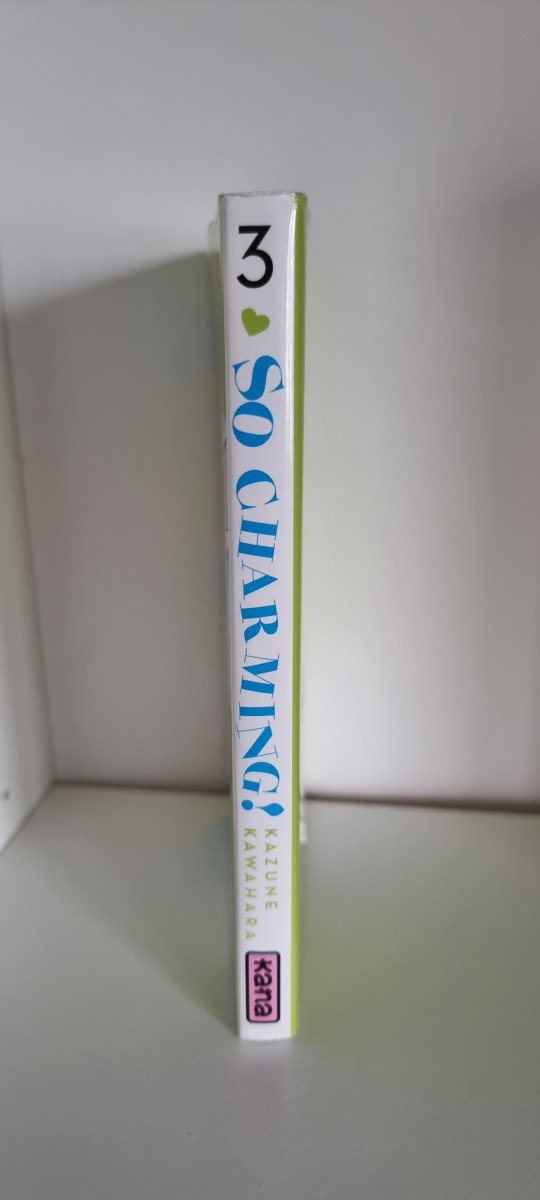 3
SO CHARMING!
KAZUNE
KAWAHARA
kana